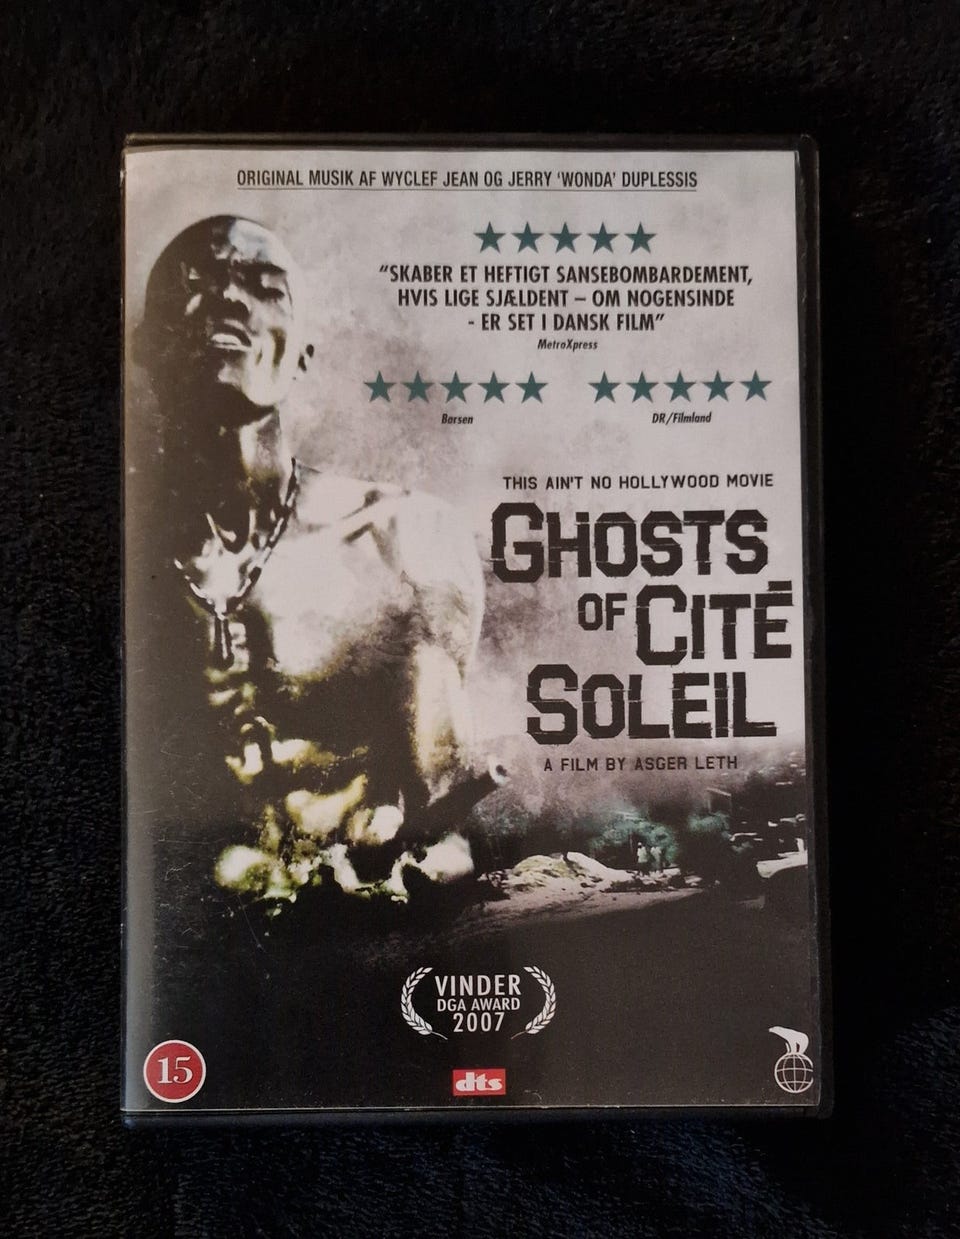 ORIGINAL MUSIK AF WYCLEF JEAN OG JERRY 'WONDA' DUPLESSIS
"SKABER ET HEFTIGT SANSEBOMBARDEMENT,
HVIS LIGE SJÆLDENT – OM NOGENSINDE
- ER SET I DANSK FILM"
MetroXpress
Børsen
DR/Filmland
THIS AIN'T NO HOLLYWOOD MOVIE
GHOSTS
OF CITÉ
SOLEIL
A FILM BY ASGER LETH
VINDER
DGA AWARD
2007
15
dts